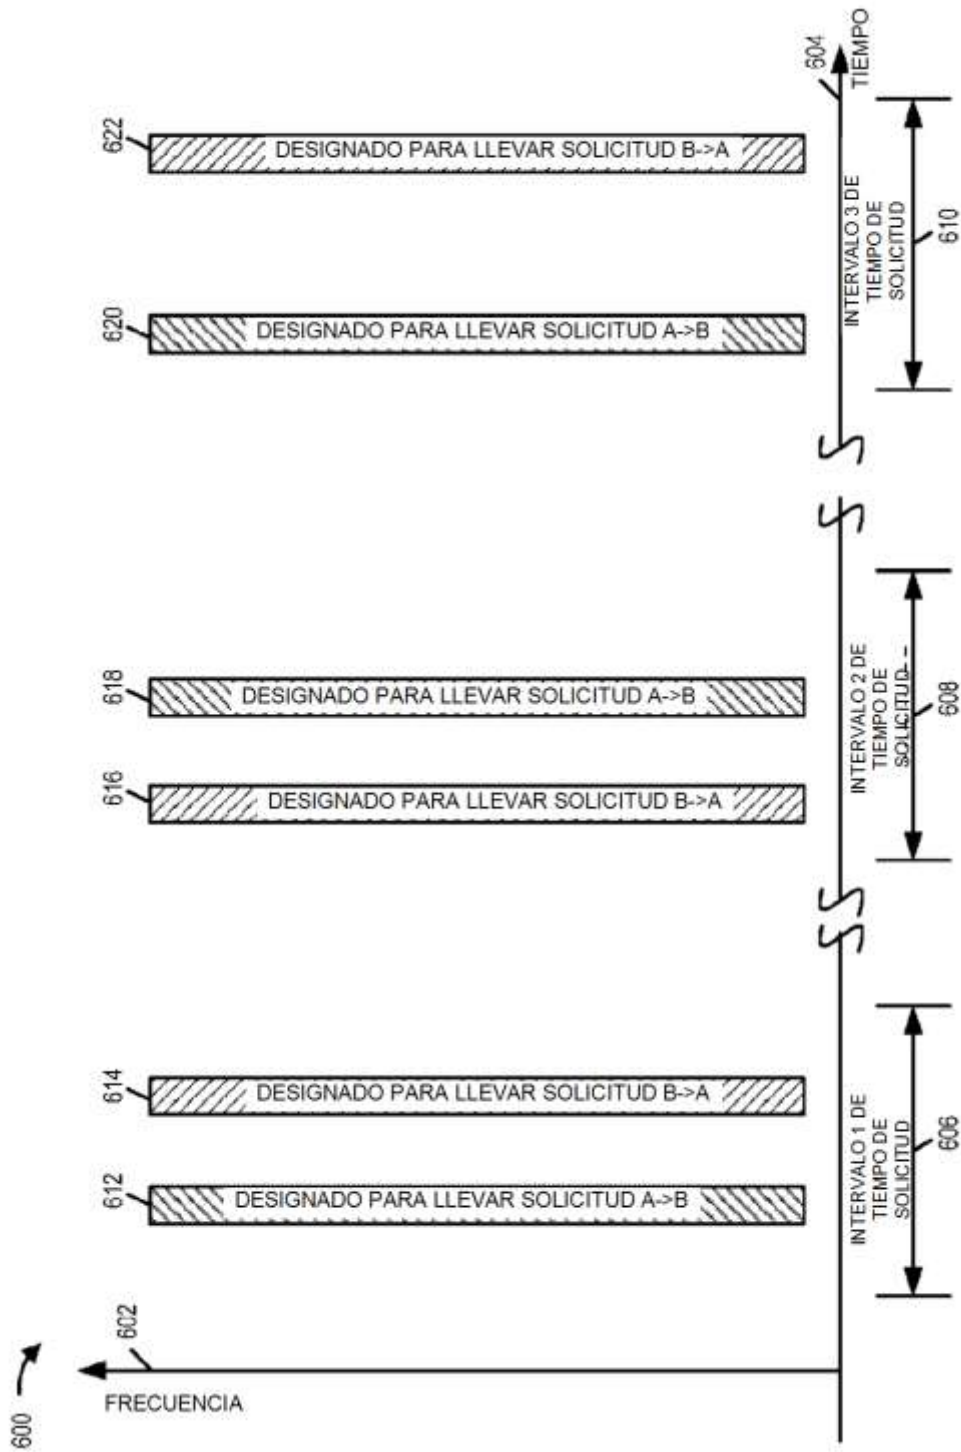 604
TIEMPO
622
DESIGNADO PARA LLEVAR SOLICITUD B->A
INTERVALO 3 DE
TIEMPO DE
SOLICITUD
610
620
DESIGNADO PARA LLEVAR SOLICITUD A->B
618
DESIGNADO PARA LLEVAR SOLICITUD A->B
INTERVALO 2 DE
TIEMPO DE
SOLICITUD
608
616
DESIGNADO PARA LLEVAR SOLICITUD B->A
614
DESIGNADO PARA LLEVAR SOLICITUD B->A
INTERVALO 1 DE
TIEMPO DE
SOLICITUD
606
612
DESIGNADO PARA LLEVAR SOLICITUD A->B
602
FRECUENCIA
600